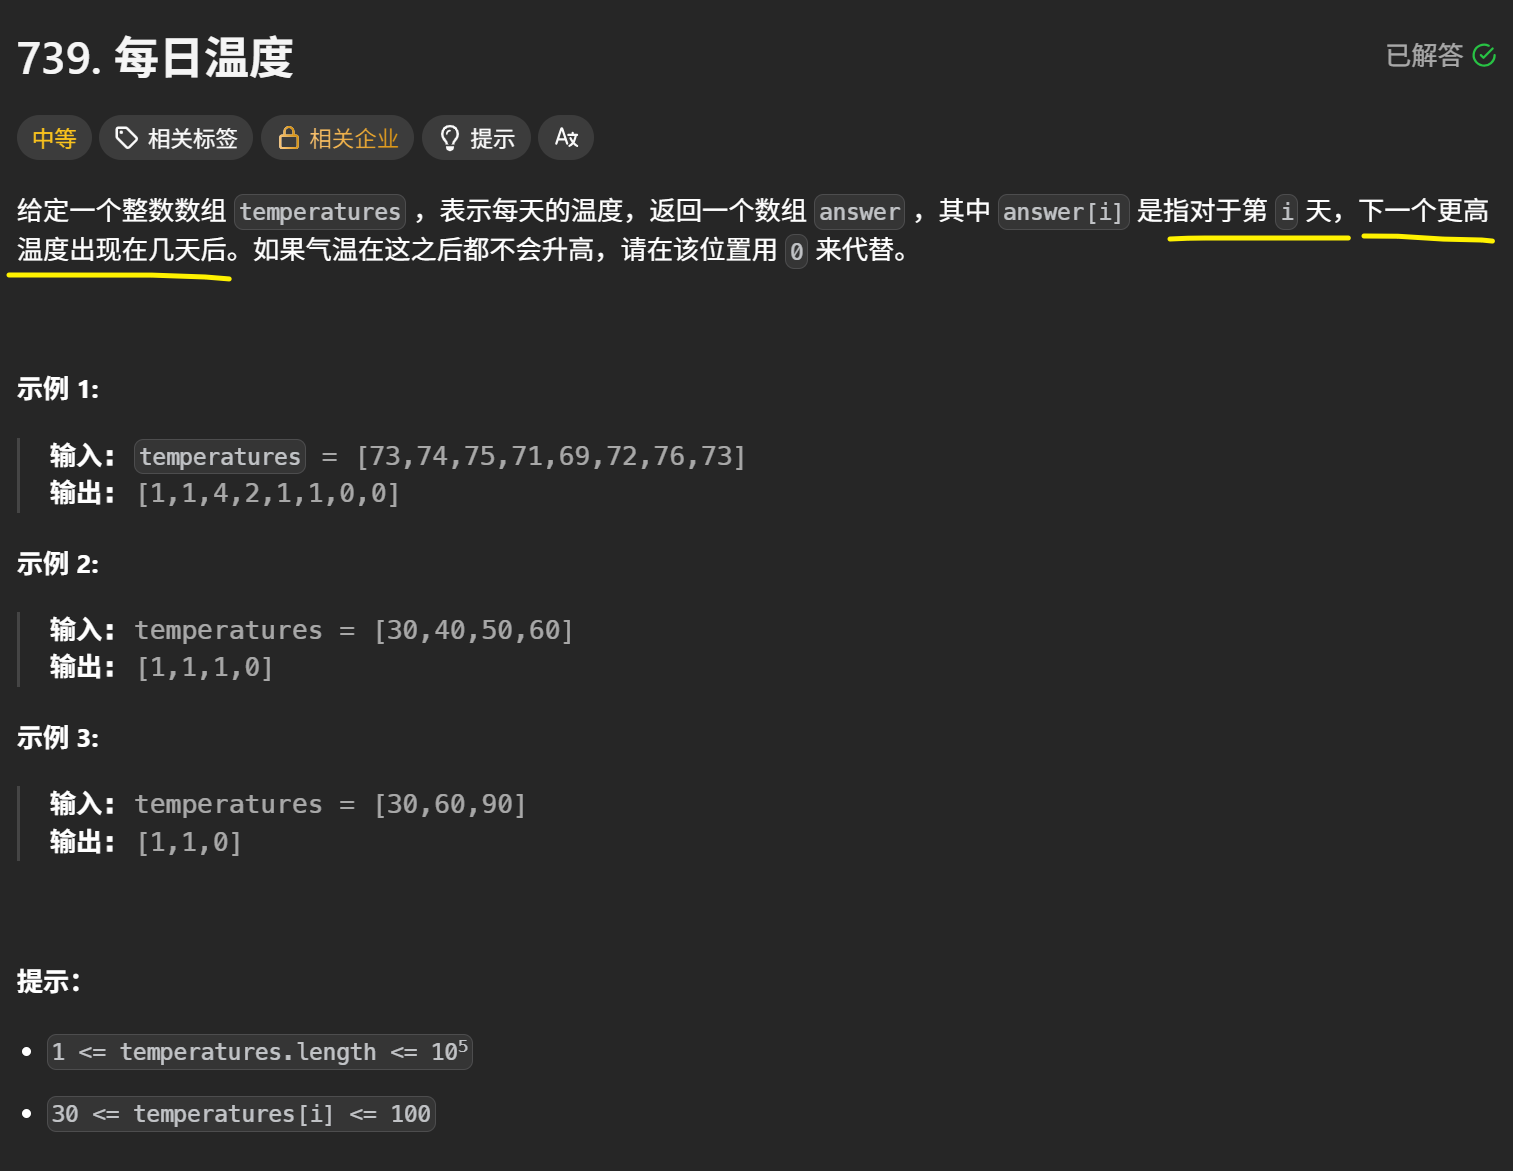 739. 每日温度
已解答
中等 相关标签 相关企业 提示
给定一个整数数组 temperatures ，表示每天的温度，返回一个数组 answer ，其中 answer[i] 是指对于第 i 天，下一个更高
温度出现在几天后。如果气温在这之后都不会升高，请在该位置用 0 来代替。
示例 1:
输入: temperatures = [73,74,75,71,69,72,76,73]
输出: [1,1,4,2,1,1,0,0]
示例 2:
输入: temperatures = [30,40,50,60]
输出: [1,1,1,0]
示例 3:
输入: temperatures = [30,60,90]
输出: [1,1,0]
提示：
1 <= temperatures.length <= 10⁵
30 <= temperatures[i] <= 100